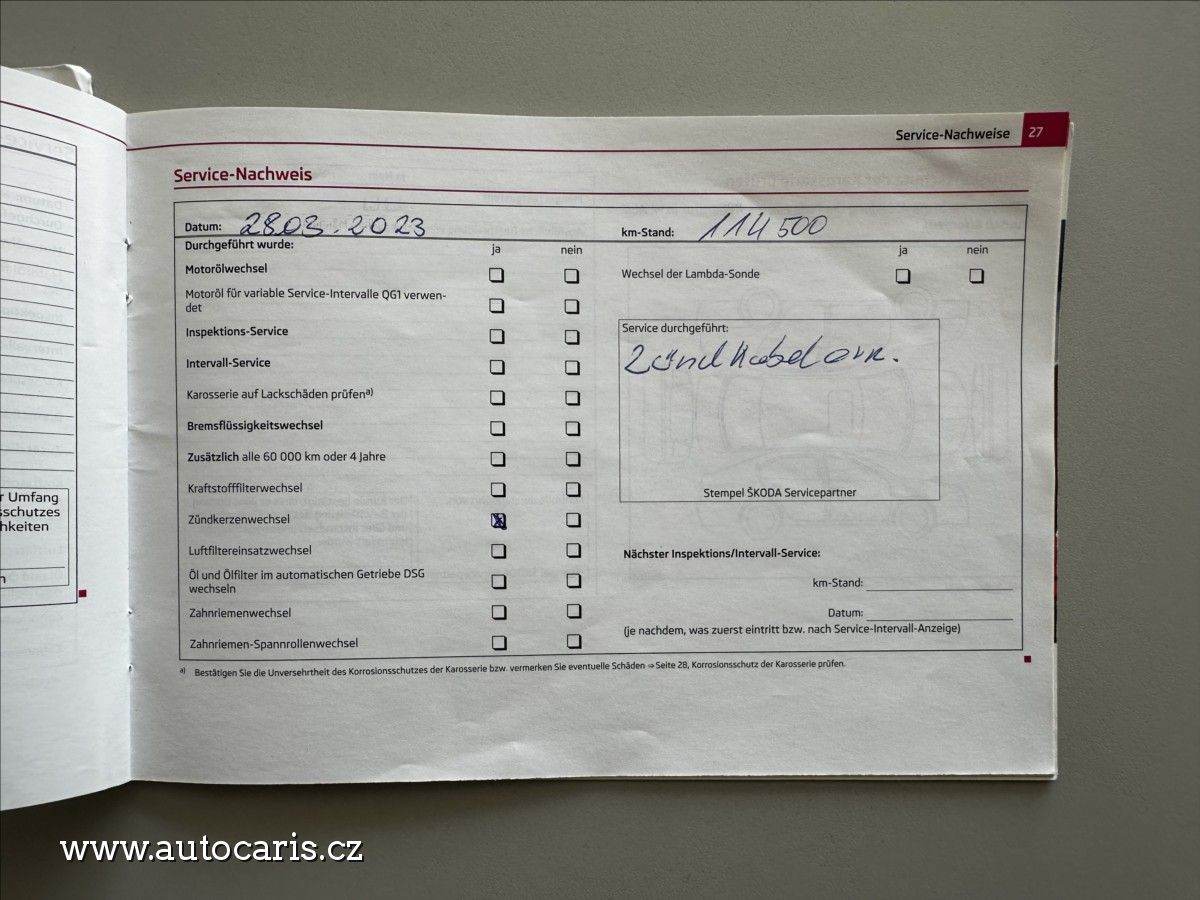 Service-Nachweise 27
Service-Nachweis
Datum: 28.03.2023 km-Stand: 114 500
Durchgeführt wurde: ja nein ja nein
Motorölwechsel
Wechsel der Lambda-Sonde
Motoröl für variable Service-Intervalle QG1 verwen-
det
Inspektions-Service
Intervall-Service
Karosserie auf Lackschäden prüfen a)
Bremsflüssigkeitswechsel
Zusätzlich alle 60 000 km oder 4 Jahre
Kraftstofffilterwechsel
Zündkerzenwechsel
Luftfiltereinsatzwechsel
Öl und Ölfilter im automatischen Getriebe DSG
wechseln
Zahnriemenwechsel
Zahnriemen-Spannrollenwechsel
Service durchgeführt:
Zündkabel
Stempel ŠKODA Servicepartner
Nächster Inspektions/Intervall-Service:
km-Stand:
Datum:
(je nachdem, was zuerst eintritt bzw. nach Service-Intervall-Anzeige)
a) Bestätigen Sie die Unversehrtheit des Korrosionsschutzes der Karosserie bzw. vermerken Sie eventuelle Schäden ⇒ Seite 28, Korrosionsschutz der Karosserie prüfen.
r Umfang
sschutzes
hkeiten
n
www.autocaris.cz